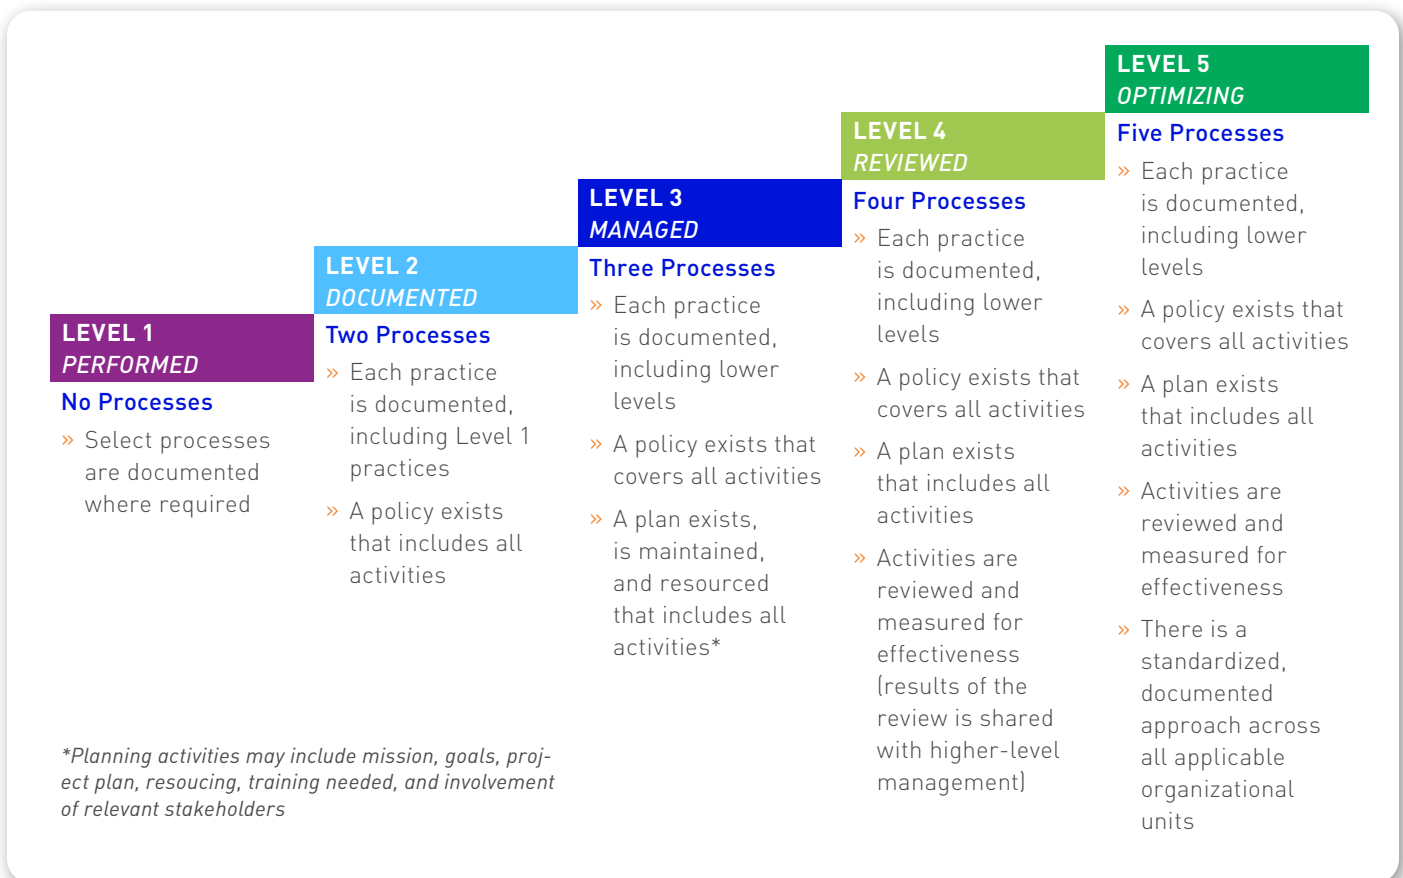 LEVEL 1
PERFORMED
No Processes
» Select processes
are documented
where required
LEVEL 2
DOCUMENTED
Two Processes
» Each practice
is documented,
including Level 1
practices
» A policy exists
that includes all
activities
LEVEL 3
MANAGED
Three Processes
» Each practice
is documented,
including lower
levels
» A policy exists that
covers all activities
» A plan exists,
is maintained,
and resourced
that includes all
activities*
LEVEL 4
REVIEWED
Four Processes
» Each practice
is documented,
including lower
levels
» A policy exists that
covers all activities
» A plan exists
that includes all
activities
» Activities are
reviewed and
measured for
effectiveness
(results of the
review is shared
with higher-level
management)
LEVEL 5
OPTIMIZING
Five Processes
» Each practice
is documented,
including lower
levels
» A policy exists that
covers all activities
» A plan exists
that includes all
activities
» Activities are
reviewed and
measured for
effectiveness
» There is a
standardized,
documented
approach across
all applicable
organizational
units
*Planning activities may include mission, goals, proj-
ect plan, resoucing, training needed, and involvement
of relevant stakeholders